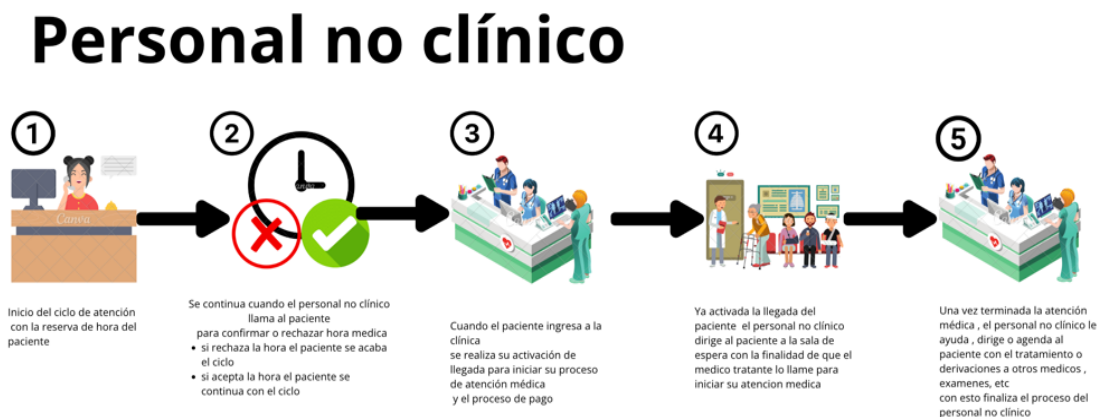 Personal no clínico
1
2
3
4
5
Canva
Inicio del ciclo de atención
con la reserva de hora del
paciente
Se continua cuando el personal no clínico
llama al paciente
para confirmar o rechazar hora medica
• si rechaza la hora el paciente se acaba
el ciclo
• si acepta la hora el paciente se
continua con el ciclo
Cuando el paciente ingresa a la
clínica
se realiza su activación de
llegada para iniciar su proceso
de atención médica
y el proceso de pago
Ya activada la llegada del
paciente el personal no clínico
dirige al paciente a la sala de
espera con la finalidad de que el
medico tratante lo llame para
iniciar su atencion medica
Una vez terminada la atención
médica , el personal no clínico le
ayuda , dirige o agenda al
paciente con el tratamiento o
derivaciones a otros medicos ,
examenes, etc
con esto finaliza el proceso del
personal no clínico